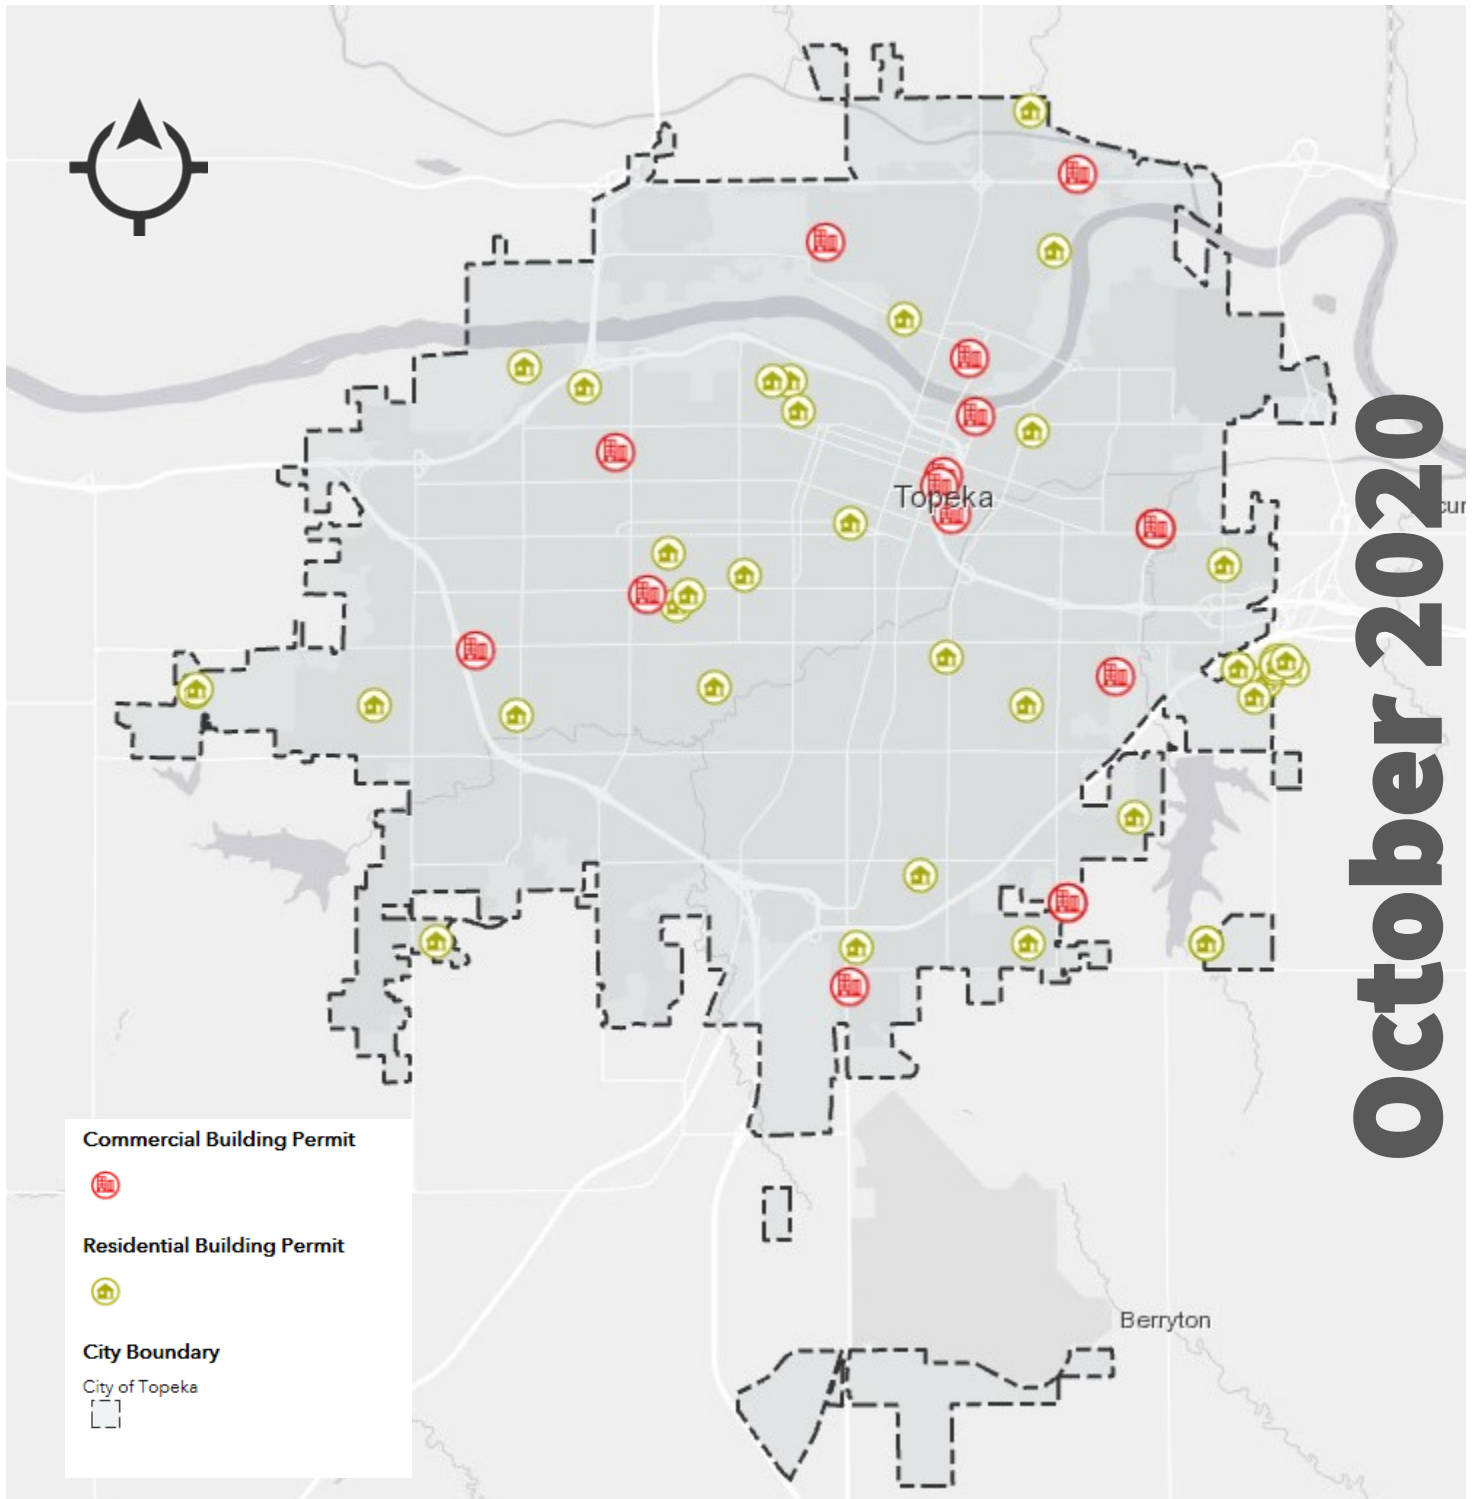 October 2020
Topeka
Commercial Building Permit
Residential Building Permit
City Boundary
City of Topeka
Berryton